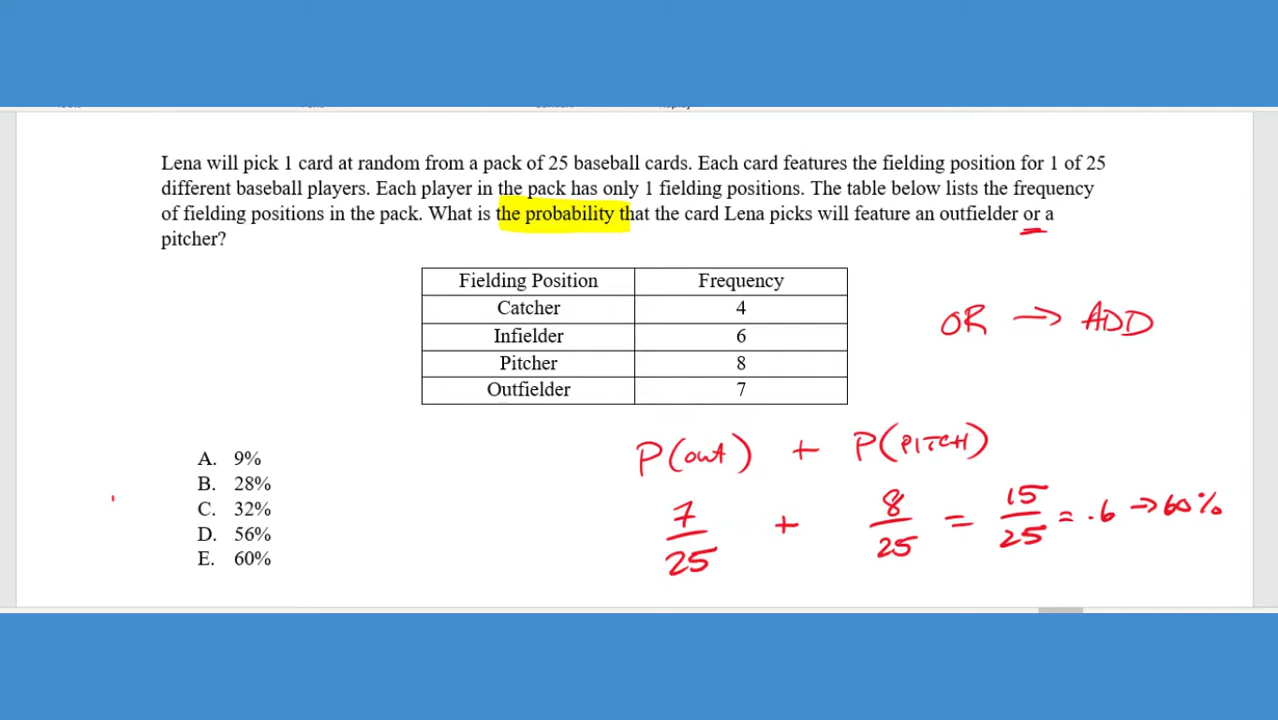 Lena will pick 1 card at random from a pack of 25 baseball cards. Each card features the fielding position for 1 of 25
different baseball players. Each player in the pack has only 1 fielding positions. The table below lists the frequency
of fielding positions in the pack. What is the probability that the card Lena picks will feature an outfielder or a
pitcher?
Fielding Position Frequency
Catcher 4
Infielder 6
Pitcher 8
Outfielder 7
OR → ADD
P(out) + P(PITCH)
7/25 + 8/25 = 15/25 = .6 → 60%
A. 9%
B. 28%
C. 32%
D. 56%
E. 60%